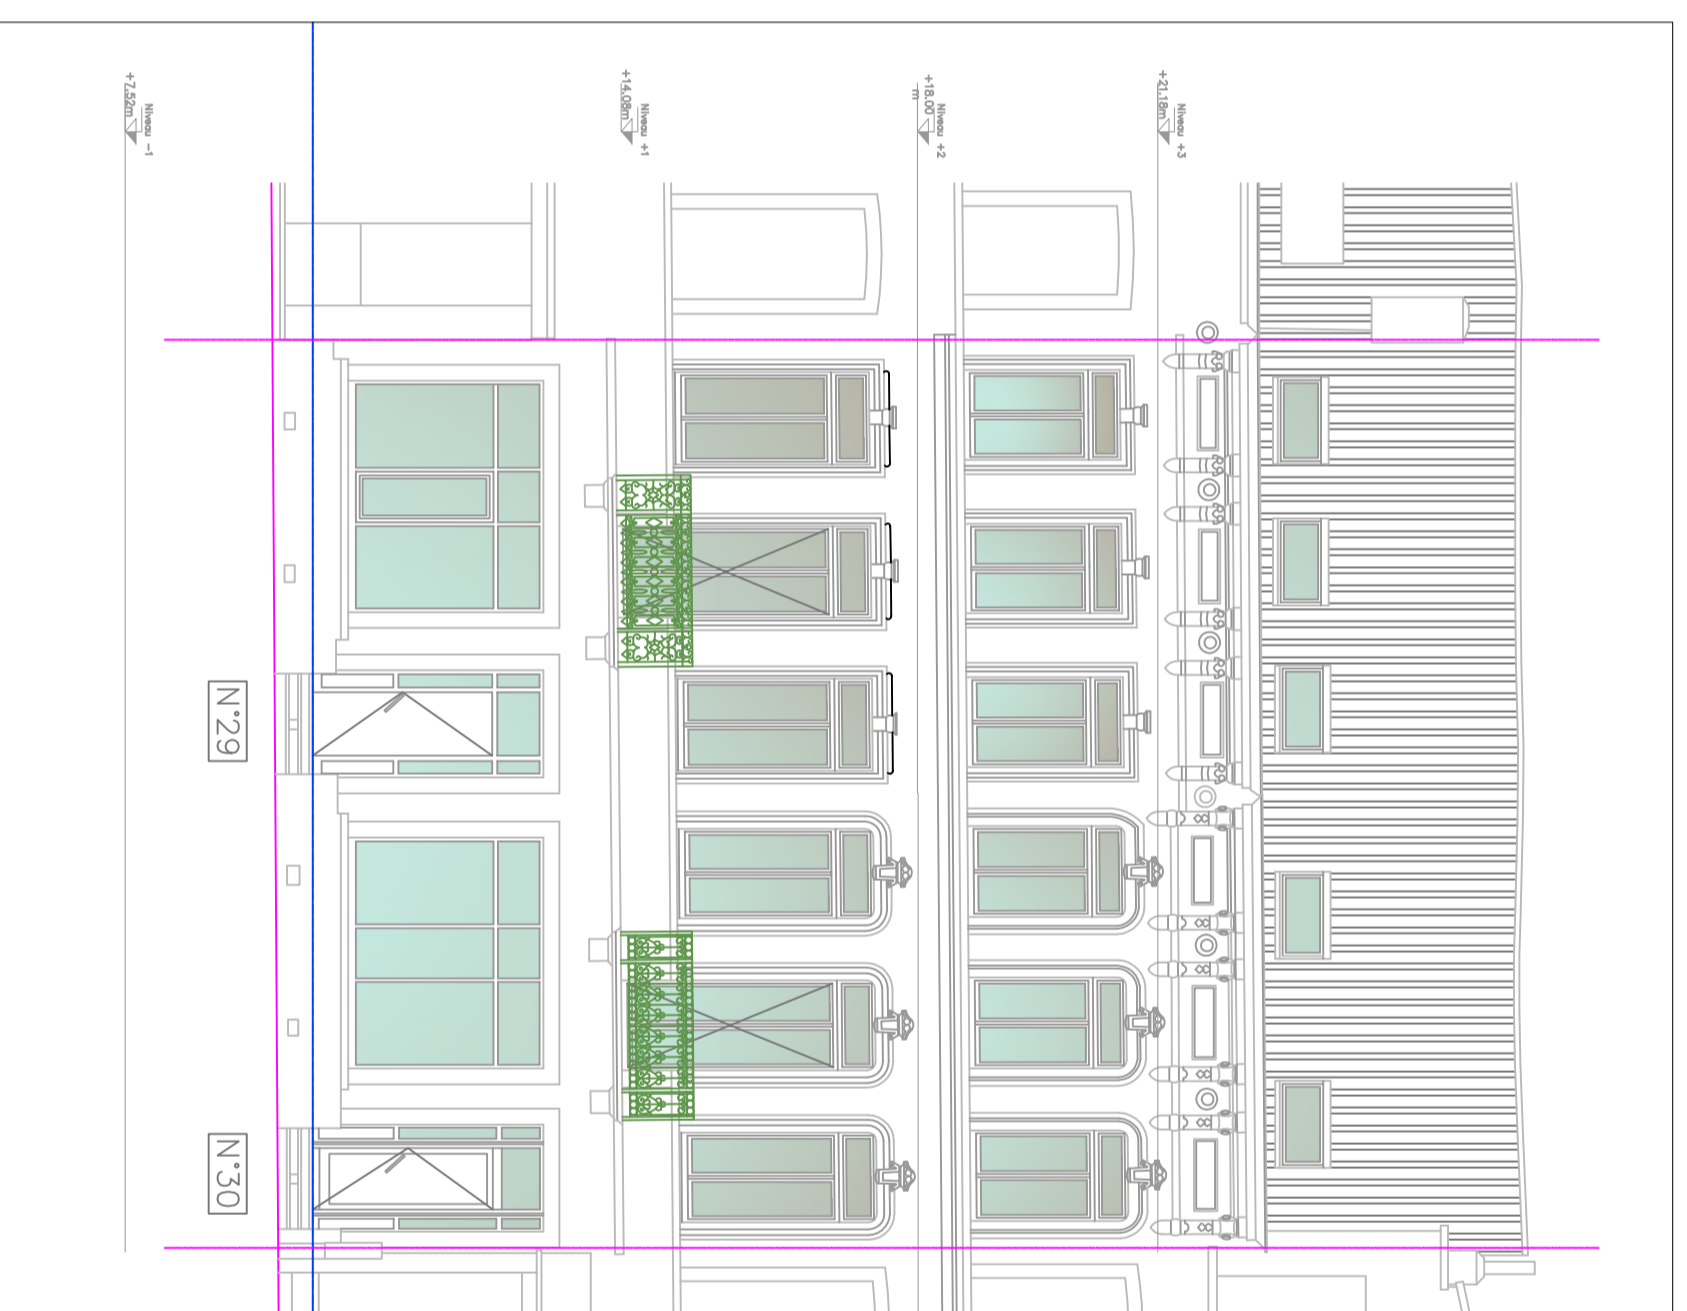 Niveau -1
+7.52m
Niveau +1
+14.08m
Niveau +2
+18.00
m
Niveau +3
+21.18m
N°29
N°30